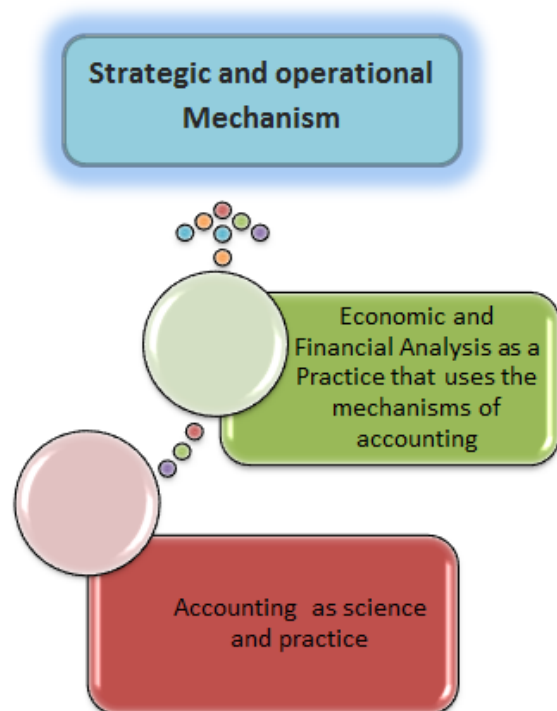 Strategic and operational
Mechanism
Economic and
Financial Analysis as a
Practice that uses the
mechanisms of
accounting
Accounting as science
and practice